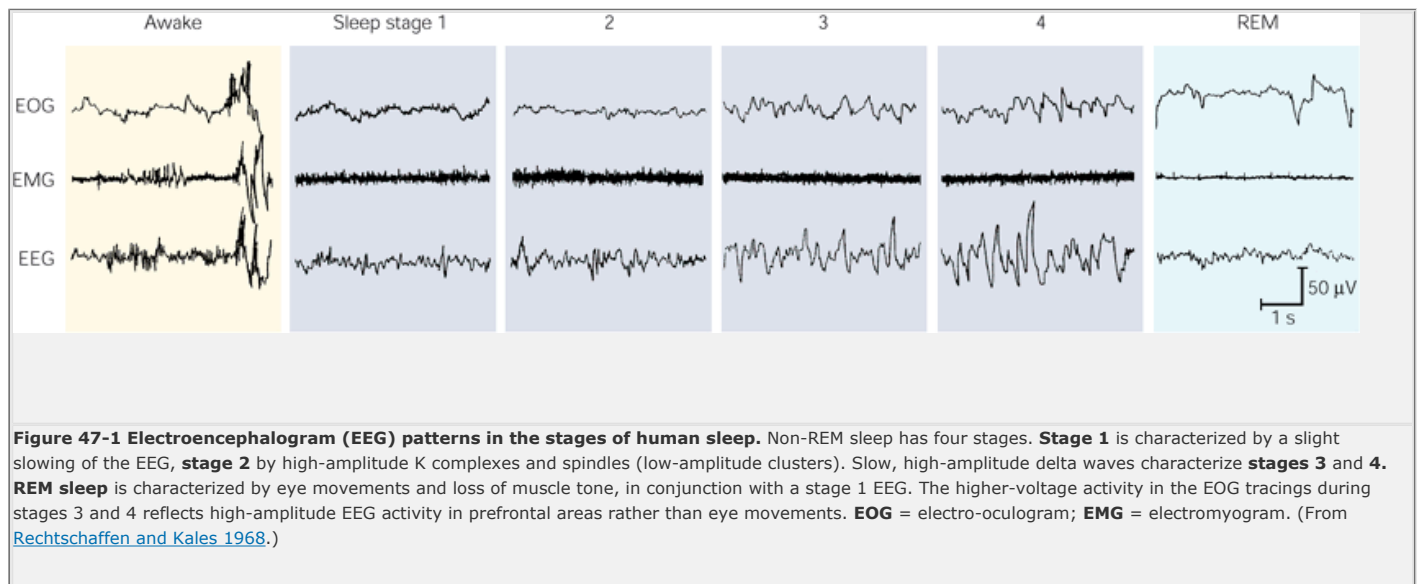 Awake Sleep stage 1 2 3 4 REM
EOG
EMG
EEG
50 μV
1 s
Figure 47-1 Electroencephalogram (EEG) patterns in the stages of human sleep. Non-REM sleep has four stages. Stage 1 is characterized by a slight
slowing of the EEG, stage 2 by high-amplitude K complexes and spindles (low-amplitude clusters). Slow, high-amplitude delta waves characterize stages 3 and 4.
REM sleep is characterized by eye movements and loss of muscle tone, in conjunction with a stage 1 EEG. The higher-voltage activity in the EOG tracings during
stages 3 and 4 reflects high-amplitude EEG activity in prefrontal areas rather than eye movements. EOG = electro-oculogram; EMG = electromyogram. (From
Rechtschaffen and Kales 1968.)